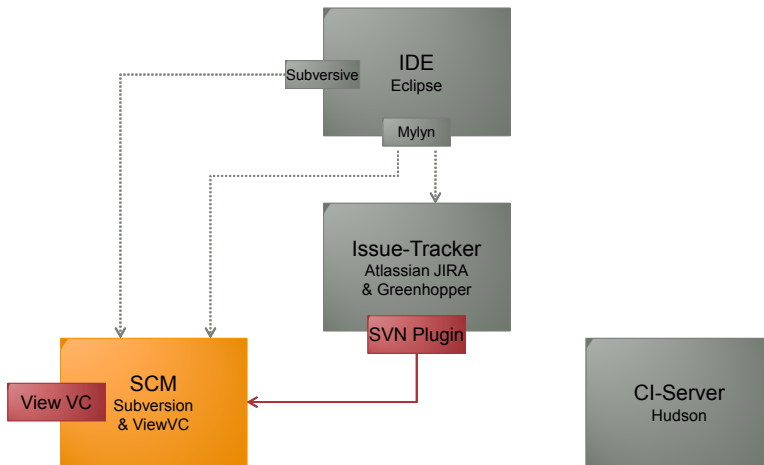 IDE
Eclipse
Subversive
Mylyn
Issue-Tracker
Atlassian JIRA
& Greenhopper
SVN Plugin
SCM
Subversion
& ViewVC
View VC
CI-Server
Hudson